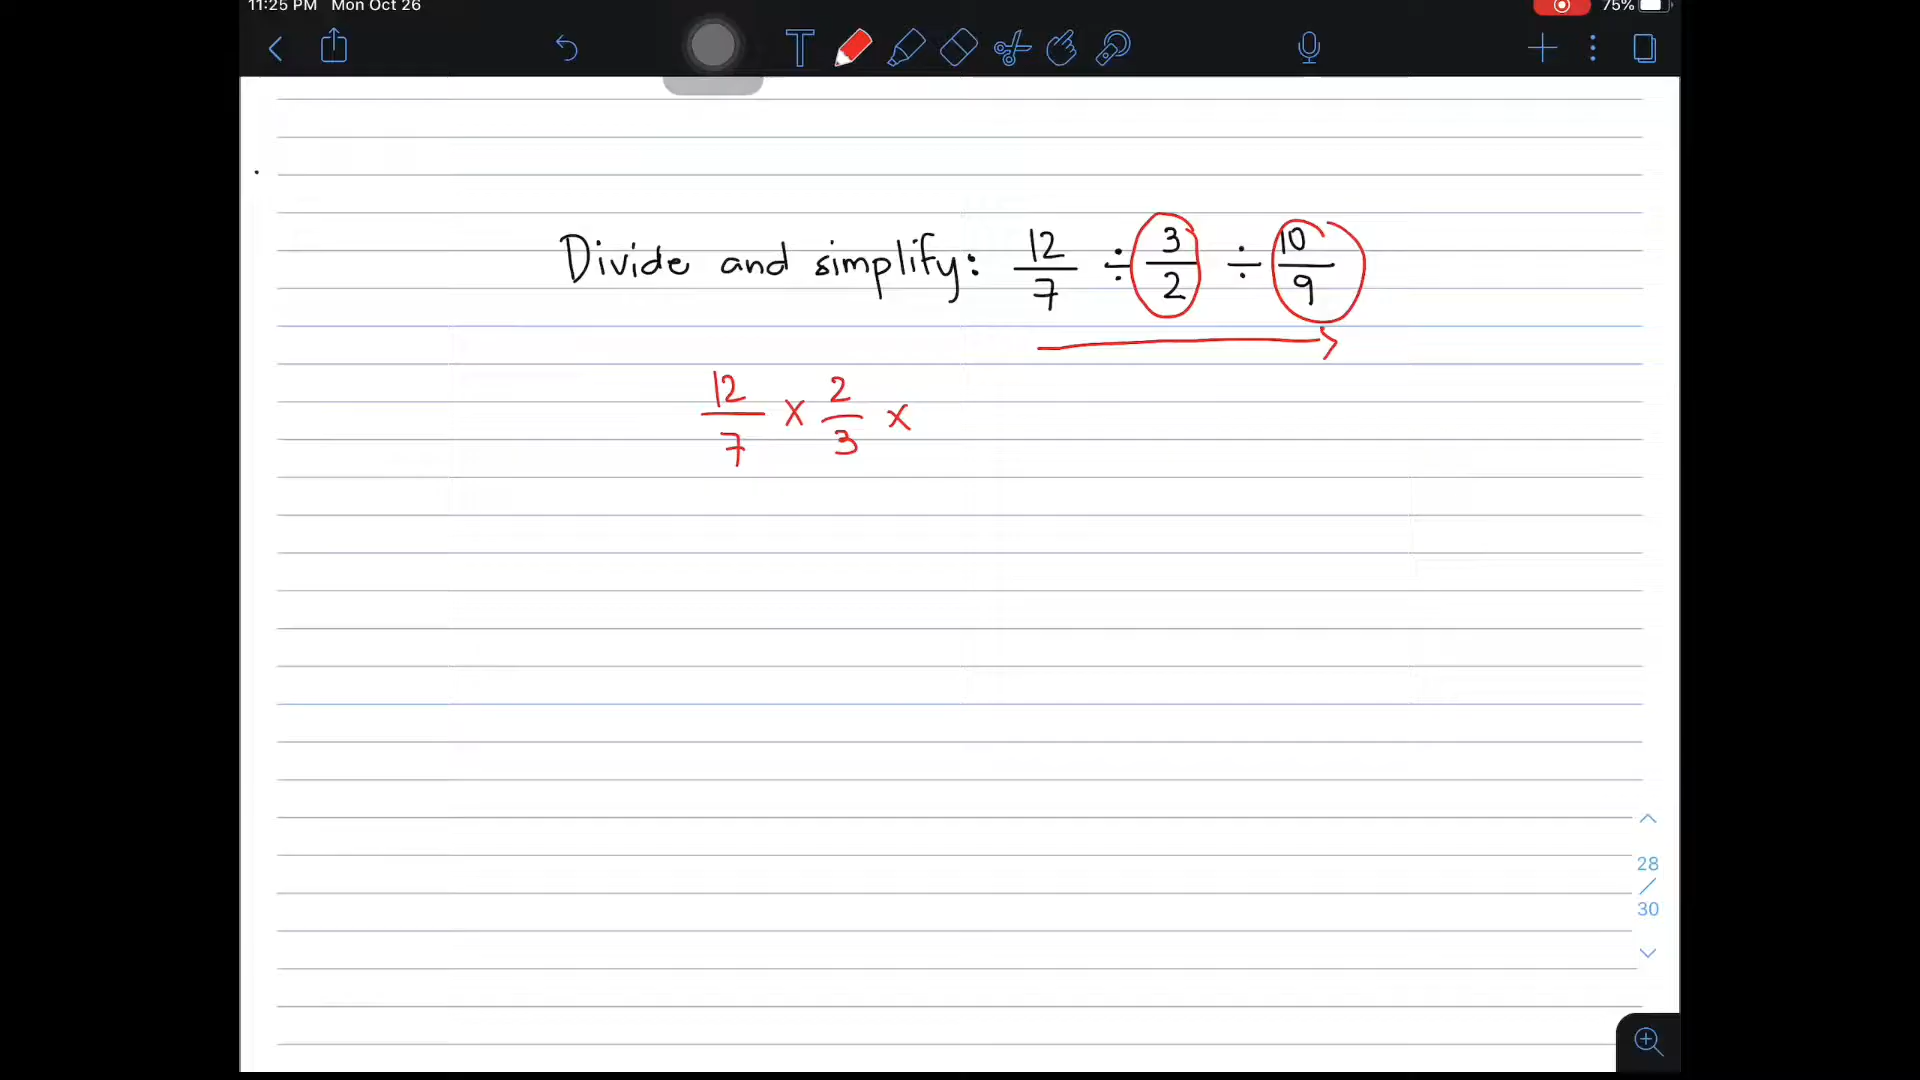 11:25 PM Mon Oct 26 75%
Divide and simplify: 12/7 ÷ 3/2 ÷ 10/9
12/7 x 2/3 x
28
/
30